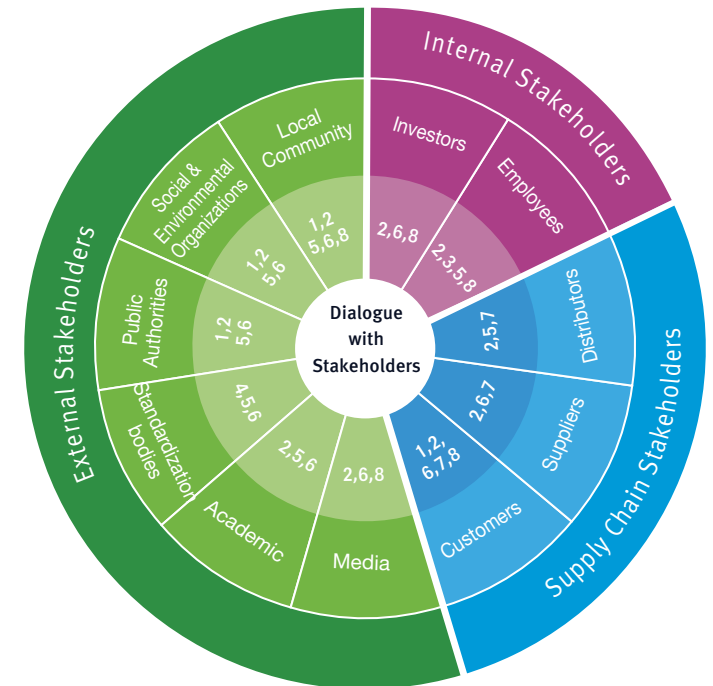 Internal Stakeholders
Investors
2,6,8
Employees
2,3,5,8
Supply Chain Stakeholders
Distributors
2,5,7
Suppliers
2,6,7
Customers
1,2,
6,7,8
External Stakeholders
Media
2,6,8
Academic
2,5,6
Standardization
bodies
4,5,6
Public
Authorities
1,2
5,6
Social &
Environmental
Organizations
1,2
5,6
Local
Community
1,2
5,6,8
Dialogue
with
Stakeholders